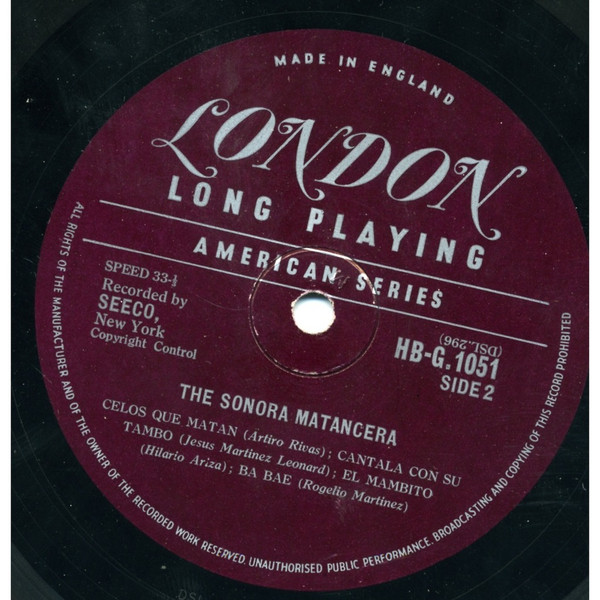 MADE IN ENGLAND
LONDON
LONG PLAYING
AMERICAN SERIES
SPEED 33-⅓
Recorded by
SEECO,
New York
Copyright Control
(DSL.296)
HB-G.1051
SIDE 2
THE SONORA MATANCERA
CELOS QUE MATAN (Artiro Rivas); CANTALA CON SU
TAMBO (Jesus Martinez Leonard); EL MAMBITO
(Hilario Ariza); BA BAE (Rogelio Martinez)
ALL RIGHTS OF THE MANUFACTURER AND OF THE OWNER OF THE RECORDED WORK RESERVED. UNAUTHORISED PUBLIC PERFORMANCE, BROADCASTING AND COPYING OF THIS RECORD PROHIBITED